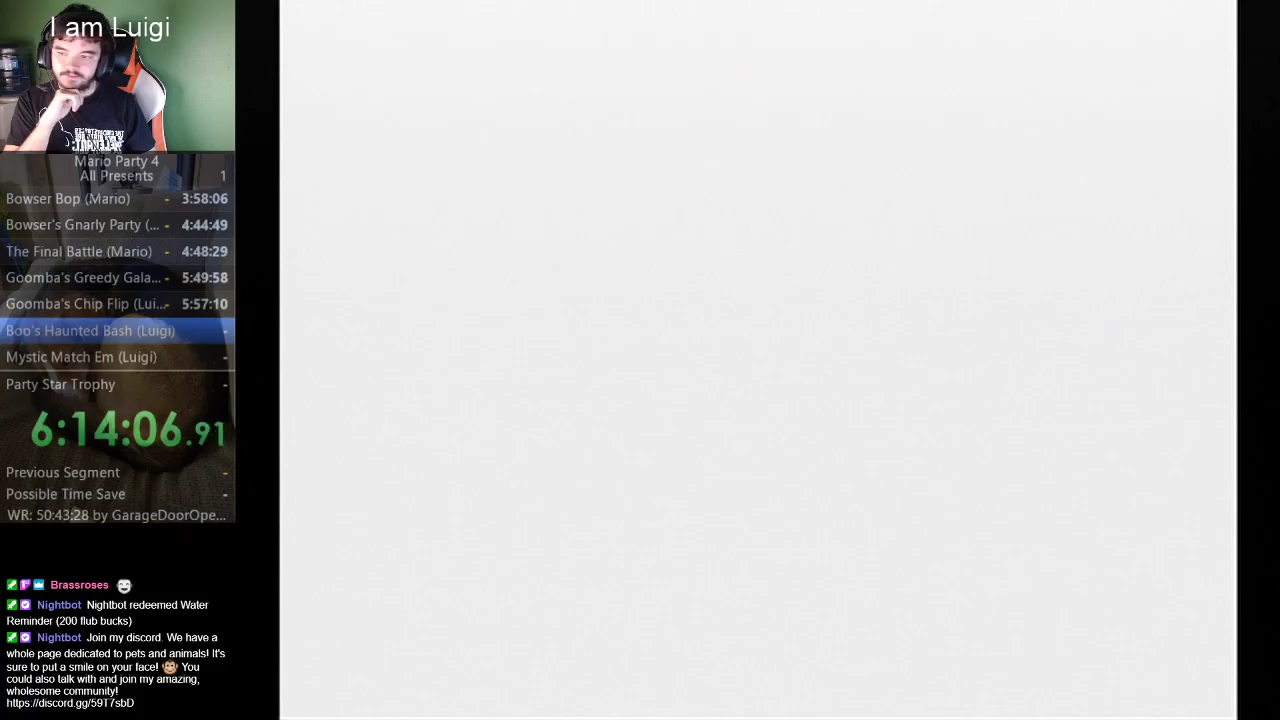 I am Luigi
Mario Party 4
All Presents 1
Bowser Bop (Mario) - 3:58:06
Bowser's Gnarly Party (... - 4:44:49
The Final Battle (Mario) - 4:48:29
Goomba's Greedy Gala... - 5:49:58
Goomba's Chip Flip (Lui... - 5:57:10
Boo's Haunted Bash (Luigi) -
Mystic Match Em (Luigi) -
Party Star Trophy -
6:14:06.91
Previous Segment -
Possible Time Save -
WR: 50:43:28 by GarageDoorOpe...
Brassroses
Nightbot Nightbot redeemed Water
Reminder (200 flub bucks)
Nightbot Join my discord. We have a
whole page dedicated to pets and animals! It's
sure to put a smile on your face! You
could also talk with and join my amazing,
wholesome community!
https://discord.gg/59T7sbD